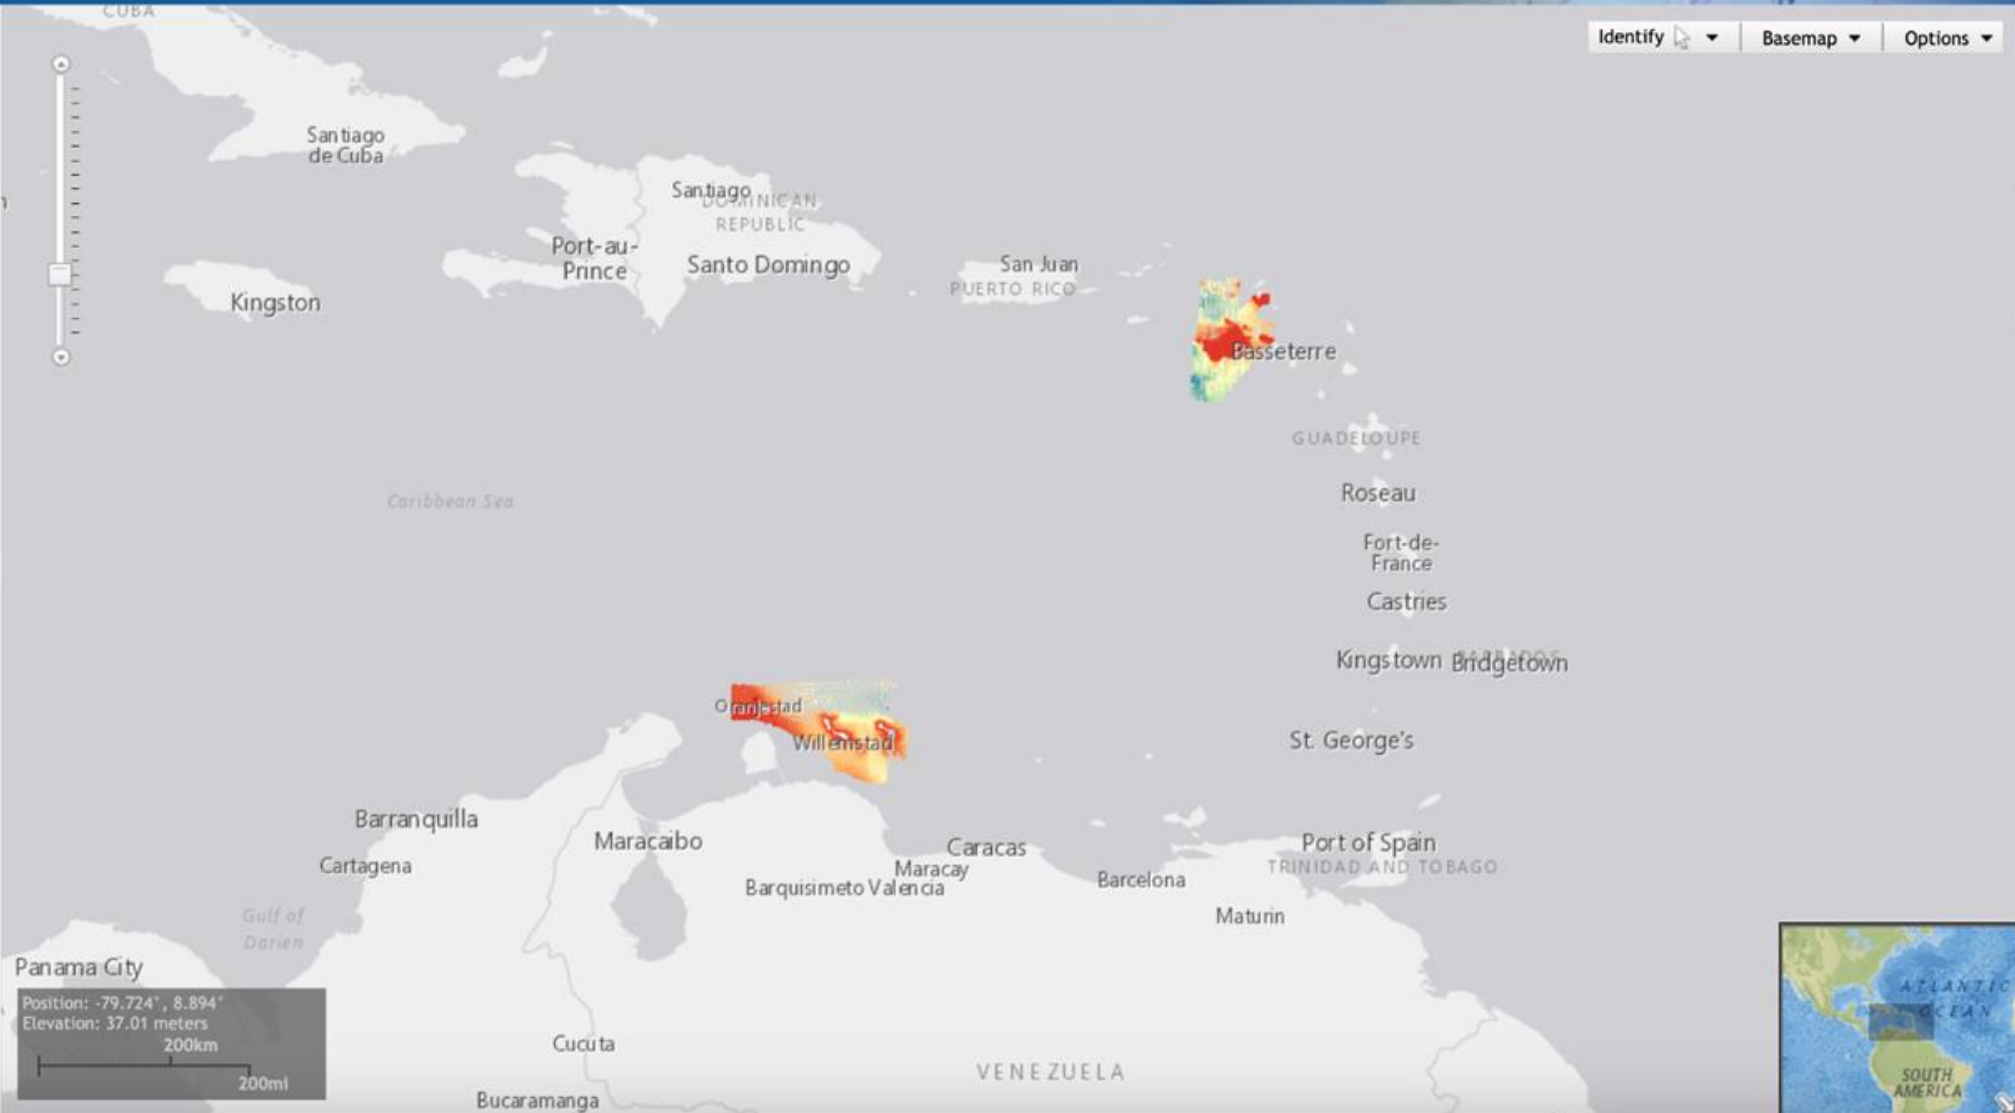 CUBA
Identify
Basemap
Options
Santiago
de Cuba
Santiago
DOMINICAN
REPUBLIC
Port-au-
Prince
Santo Domingo
San Juan
PUERTO RICO
Kingston
Basseterre
GUADELOUPE
Roseau
Caribbean Sea
Fort-de-
France
Castries
Kingstown
BARBADOS
Bridgetown
Oranjestad
Willemstad
St. George's
Barranquilla
Maracaibo
Caracas
Port of Spain
TRINIDAD AND TOBAGO
Cartagena
Maracay
Barquisimeto
Valencia
Barcelona
Maturin
Gulf of
Darien
Panama City
Position: -79.724°, 8.894°
Elevation: 37.01 meters
200km
200mi
Cucuta
VENEZUELA
Bucaramanga
ATLANTIC
OCEAN
SOUTH
AMERICA